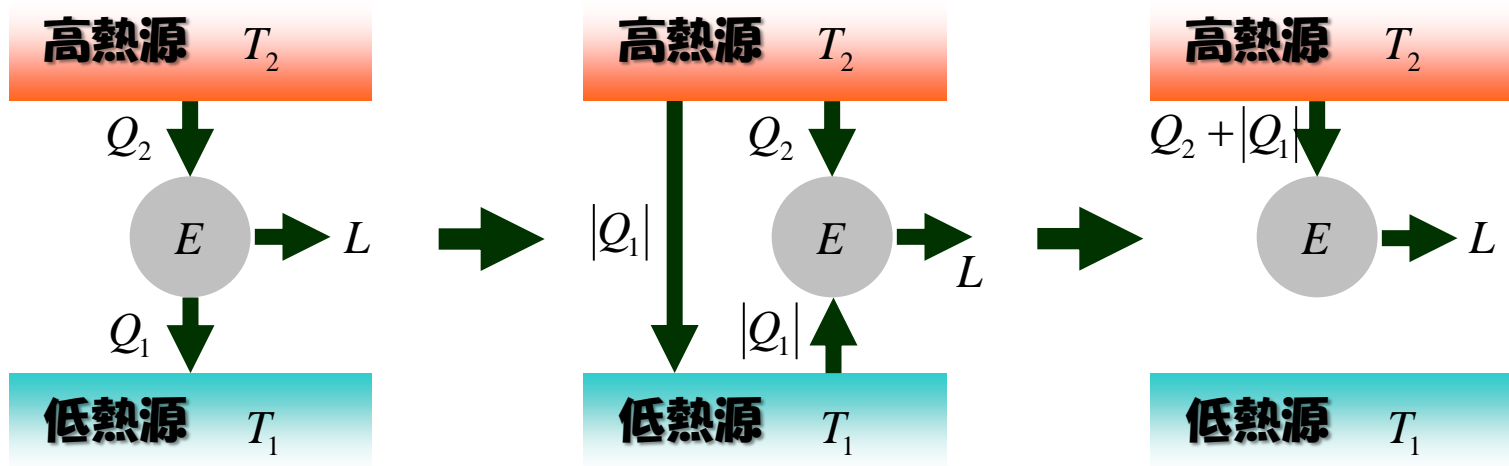 高熱源 T₂
Q₂
E L
Q₁
低熱源 T₁
高熱源 T₂
Q₂
|Q₁| E L
|Q₁|
低熱源 T₁
高熱源 T₂
Q₂ + |Q₁|
E L
低熱源 T₁